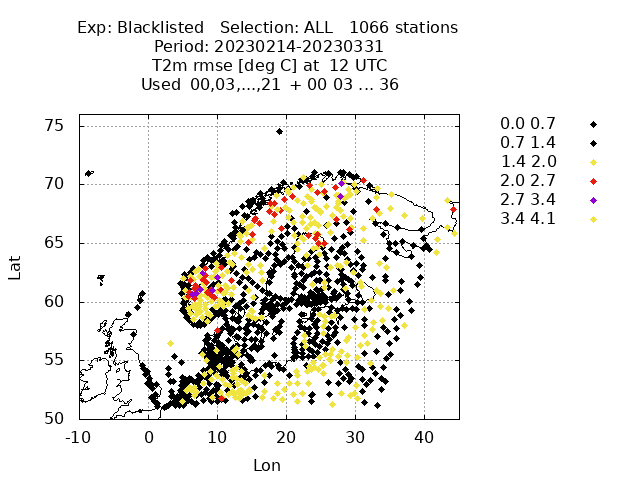 Exp: Blacklisted   Selection: ALL   1066 stations
Period: 20230214-20230331
T2m rmse [deg C] at  12 UTC
Used  00,03,...,21  + 00 03 ... 36
75
70
65
60
55
50
Lat
-10 0 10 20 30 40
Lon
0.0 0.7
0.7 1.4
1.4 2.0
2.0 2.7
2.7 3.4
3.4 4.1